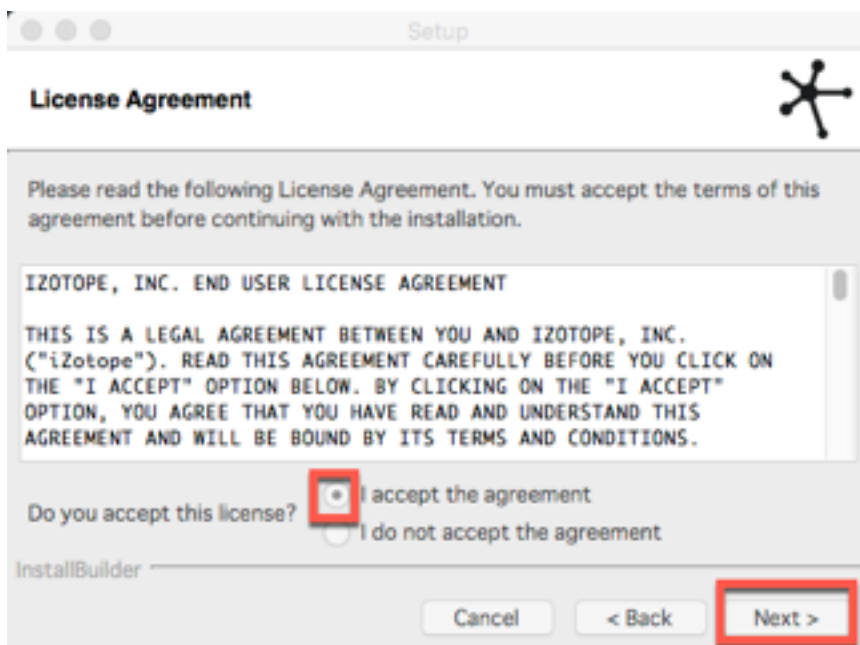 Setup
License Agreement
Please read the following License Agreement. You must accept the terms of this
agreement before continuing with the installation.
IZOTOPE, INC. END USER LICENSE AGREEMENT
THIS IS A LEGAL AGREEMENT BETWEEN YOU AND IZOTOPE, INC.
("iZotope"). READ THIS AGREEMENT CAREFULLY BEFORE YOU CLICK ON
THE "I ACCEPT" OPTION BELOW. BY CLICKING ON THE "I ACCEPT"
OPTION, YOU AGREE THAT YOU HAVE READ AND UNDERSTAND THIS
AGREEMENT AND WILL BE BOUND BY ITS TERMS AND CONDITIONS.
I accept the agreement
Do you accept this license?
I do not accept the agreement
InstallBuilder
Cancel < Back Next >